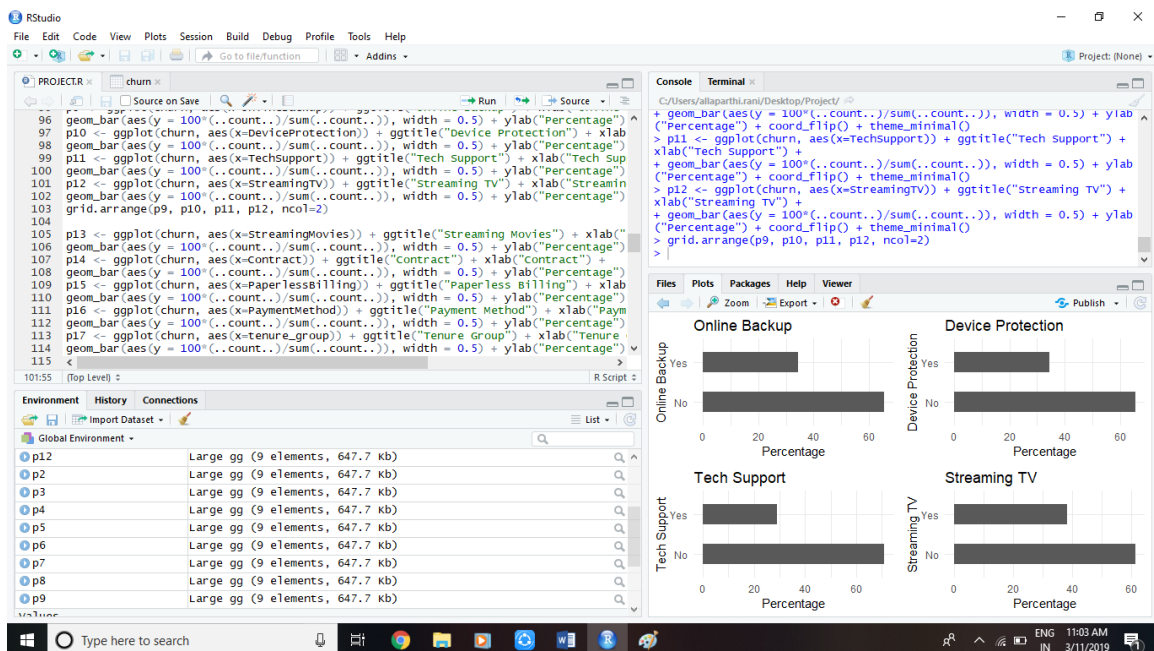 RStudio
File Edit Code View Plots Session Build Debug Profile Tools Help
Go to file/function Addins Project: (None)
PROJECT.R churn
Source on Save Run Source
96 geom_bar(aes(y = 100*(..count..)/sum(..count..)), width = 0.5) + ylab("Percentage")
97 p10 <- ggplot(churn, aes(x=DeviceProtection)) + ggtitle("Device Protection") + xlab
98 geom_bar(aes(y = 100*(..count..)/sum(..count..)), width = 0.5) + ylab("Percentage")
99 p11 <- ggplot(churn, aes(x=TechSupport)) + ggtitle("Tech Support") + xlab("Tech Sup
100 geom_bar(aes(y = 100*(..count..)/sum(..count..)), width = 0.5) + ylab("Percentage")
101 p12 <- ggplot(churn, aes(x=StreamingTV)) + ggtitle("Streaming TV") + xlab("Streamin
102 geom_bar(aes(y = 100*(..count..)/sum(..count..)), width = 0.5) + ylab("Percentage")
103 grid.arrange(p9, p10, p11, p12, ncol=2)
104
105 p13 <- ggplot(churn, aes(x=StreamingMovies)) + ggtitle("Streaming Movies") + xlab("
106 geom_bar(aes(y = 100*(..count..)/sum(..count..)), width = 0.5) + ylab("Percentage")
107 p14 <- ggplot(churn, aes(x=Contract)) + ggtitle("Contract") + xlab("Contract") +
108 geom_bar(aes(y = 100*(..count..)/sum(..count..)), width = 0.5) + ylab("Percentage")
109 p15 <- ggplot(churn, aes(x=PaperlessBilling)) + ggtitle("Paperless Billing") + xlab
110 geom_bar(aes(y = 100*(..count..)/sum(..count..)), width = 0.5) + ylab("Percentage")
111 p16 <- ggplot(churn, aes(x=PaymentMethod)) + ggtitle("Payment Method") + xlab("Paym
112 geom_bar(aes(y = 100*(..count..)/sum(..count..)), width = 0.5) + ylab("Percentage")
113 p17 <- ggplot(churn, aes(x=tenure_group)) + ggtitle("Tenure Group") + xlab("Tenure
114 geom_bar(aes(y = 100*(..count..)/sum(..count..)), width = 0.5) + ylab("Percentage")
115
101:55 (Top Level) R Script
Environment History Connections
Import Dataset List
Global Environment
p12 Large gg (9 elements, 647.7 Kb)
p2 Large gg (9 elements, 647.7 Kb)
p3 Large gg (9 elements, 647.7 Kb)
p4 Large gg (9 elements, 647.7 Kb)
p5 Large gg (9 elements, 647.7 Kb)
p6 Large gg (9 elements, 647.7 Kb)
p7 Large gg (9 elements, 647.7 Kb)
p8 Large gg (9 elements, 647.7 Kb)
p9 Large gg (9 elements, 647.7 Kb)
Values
Console Terminal
C:/Users/allaparthi.rani/Desktop/Project/
+ geom_bar(aes(y = 100*(..count..)/sum(..count..)), width = 0.5) + ylab
("Percentage") + coord_flip() + theme_minimal()
> p11 <- ggplot(churn, aes(x=TechSupport)) + ggtitle("Tech Support") +
xlab("Tech Support") +
+ geom_bar(aes(y = 100*(..count..)/sum(..count..)), width = 0.5) + ylab
("Percentage") + coord_flip() + theme_minimal()
> p12 <- ggplot(churn, aes(x=StreamingTV)) + ggtitle("Streaming TV") +
xlab("Streaming TV") +
+ geom_bar(aes(y = 100*(..count..)/sum(..count..)), width = 0.5) + ylab
("Percentage") + coord_flip() + theme_minimal()
> grid.arrange(p9, p10, p11, p12, ncol=2)
>
Files Plots Packages Help Viewer
Zoom Export Publish
Online Backup
Online Backup
Yes
No
0 20 40 60
Percentage
Device Protection
Device Protection
Yes
No
0 20 40 60
Percentage
Tech Support
Tech Support
Yes
No
0 20 40 60
Percentage
Streaming TV
Streaming TV
Yes
No
0 20 40 60
Percentage
Type here to search
ENG 11:03 AM
IN 3/11/2019